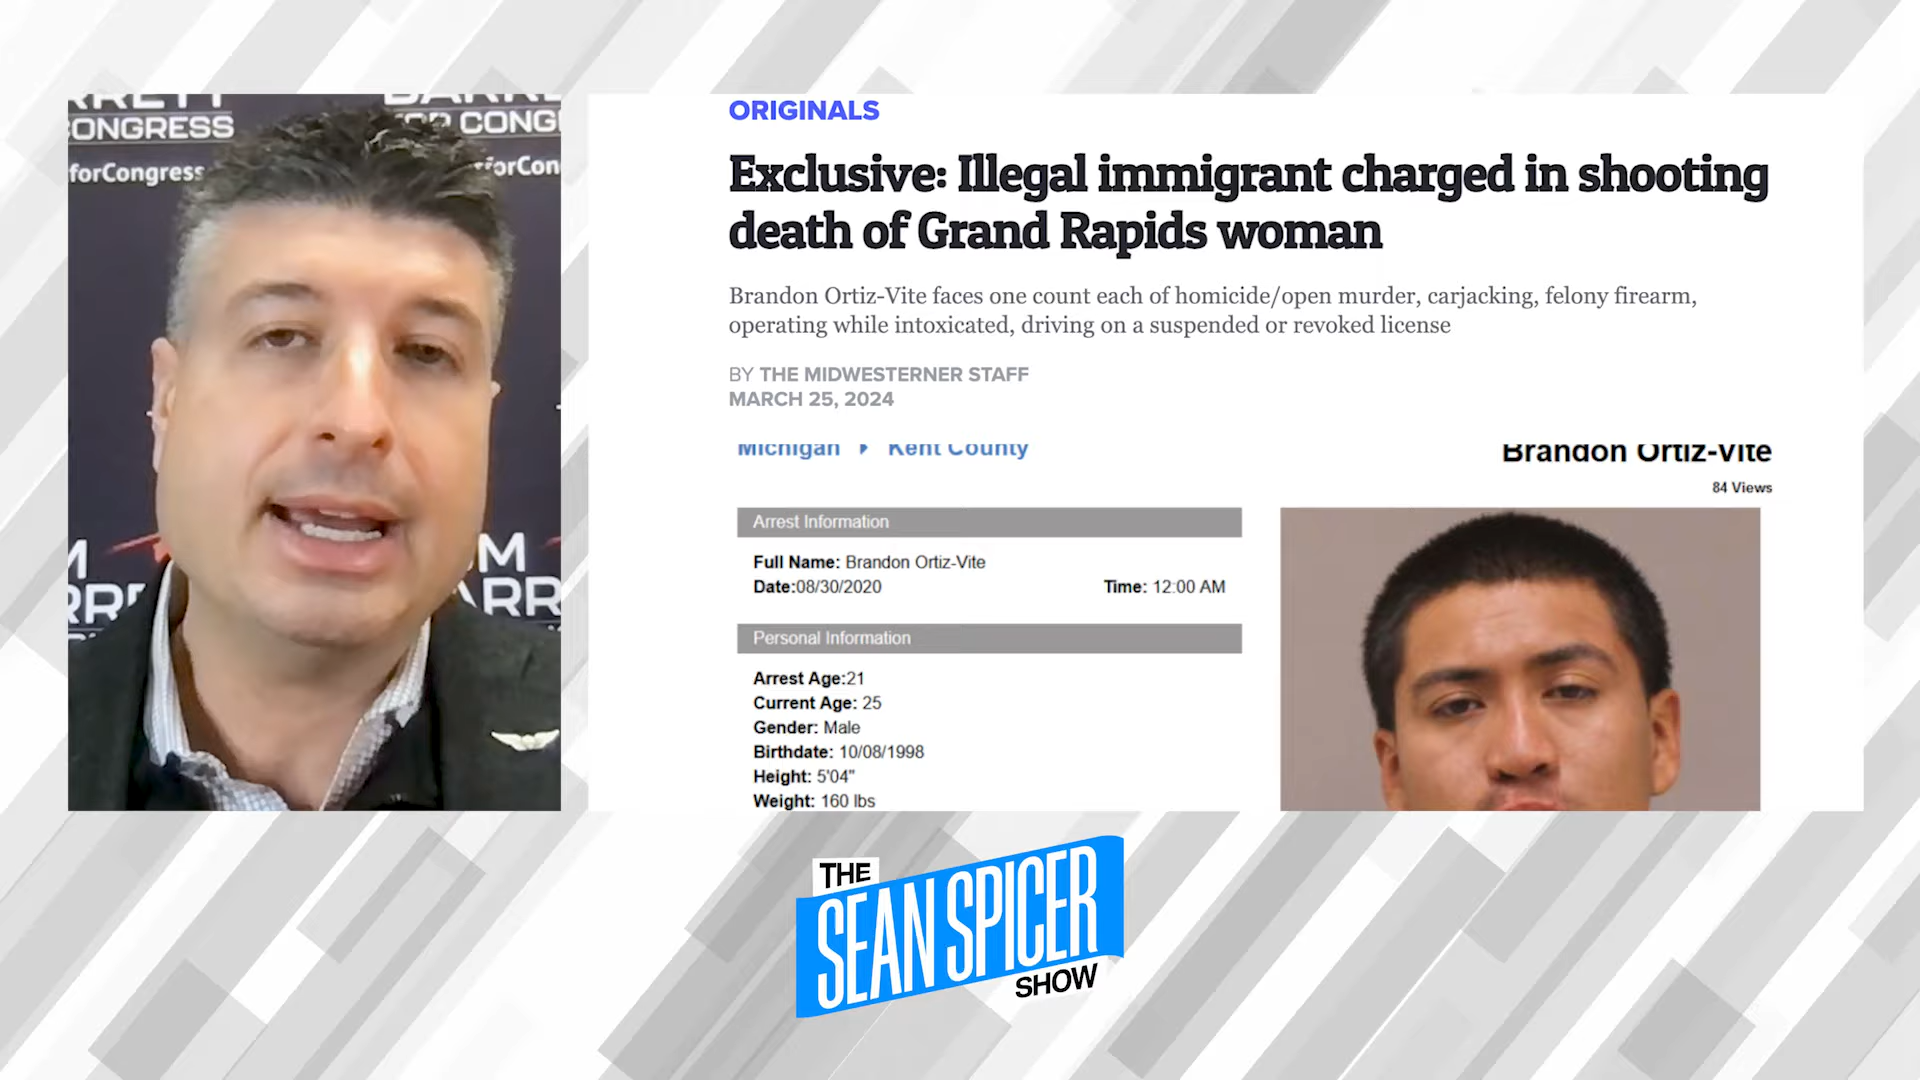 ONGRESS
CONG
forCongress
forCon
M
M
RR
ARR
ORIGINALS
Exclusive: Illegal immigrant charged in shooting
death of Grand Rapids woman
Brandon Ortiz-Vite faces one count each of homicide/open murder, carjacking, felony firearm,
operating while intoxicated, driving on a suspended or revoked license
BY THE MIDWESTERNER STAFF
MARCH 25, 2024
Michigan Kent County
Brandon Ortiz-Vite
84 Views
Arrest Information
Full Name: Brandon Ortiz-Vite
Date:08/30/2020 Time: 12:00 AM
Personal Information
Arrest Age:21
Current Age: 25
Gender: Male
Birthdate: 10/08/1998
Height: 5'04"
Weight: 160 lbs
THE
SEAN SPICER
SHOW